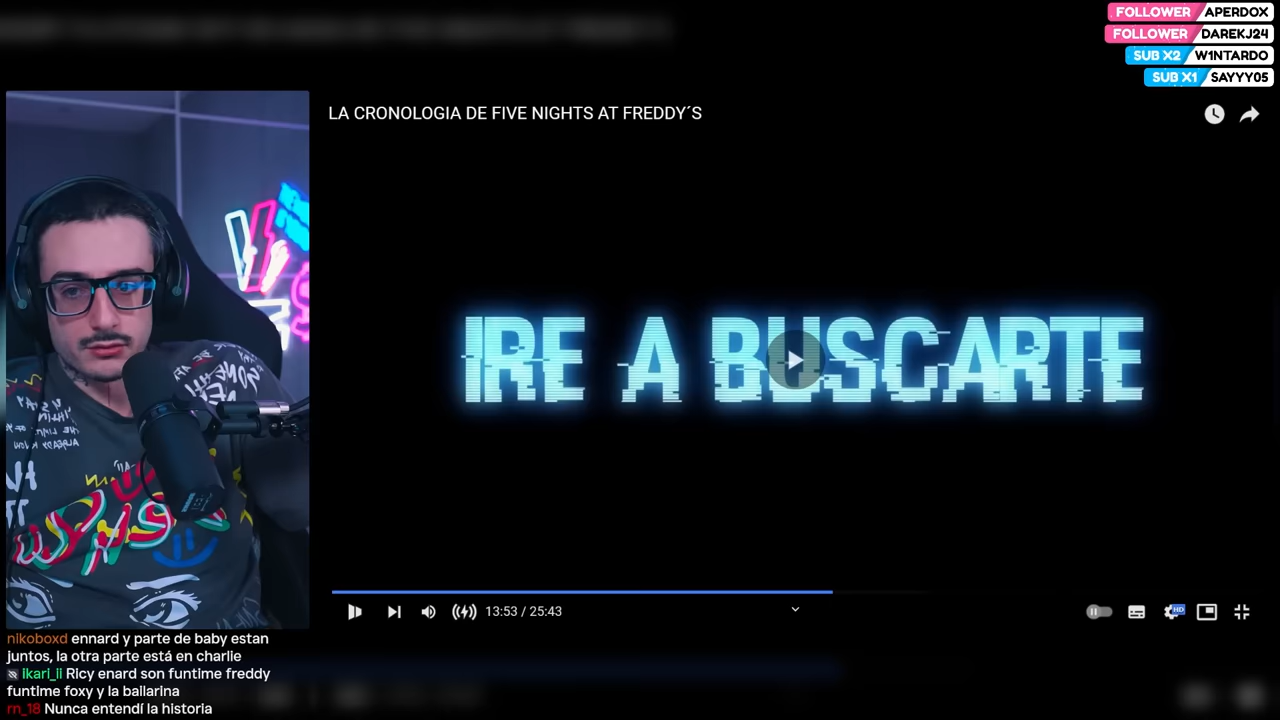 FOLLOWER APERDOX
FOLLOWER DAREKJ24
SUB X2 W1NTARDO
SUB X1 SAYYY05
LA CRONOLOGIA DE FIVE NIGHTS AT FREDDY´S
IRE A BUSCARTE
13:53 / 25:43
HD
nikoboxd ennard y parte de baby estan
juntos, la otra parte está en charlie
ikari_ii Ricy enard son funtime freddy
funtime foxy y la bailarina
rn_18 Nunca entendí la historia